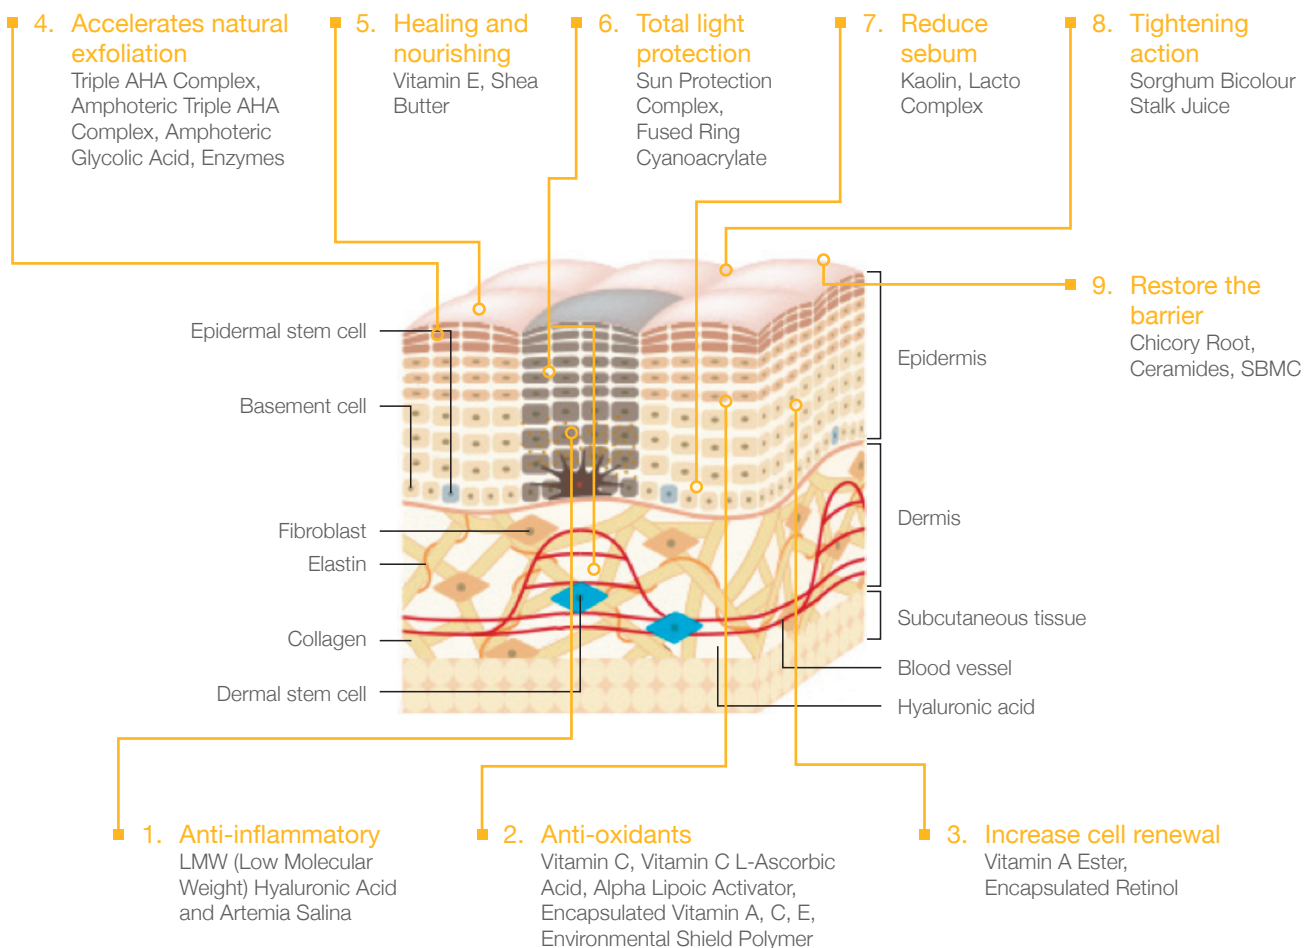 4. Accelerates natural
exfoliation
Triple AHA Complex,
Amphoteric Triple AHA
Complex, Amphoteric
Glycolic Acid, Enzymes
5. Healing and
nourishing
Vitamin E, Shea
Butter
6. Total light
protection
Sun Protection
Complex,
Fused Ring
Cyanoacrylate
7. Reduce
sebum
Kaolin, Lacto
Complex
8. Tightening
action
Sorghum Bicolour
Stalk Juice
9. Restore the
barrier
Chicory Root,
Ceramides, SBMC
Epidermal stem cell
Basement cell
Fibroblast
Elastin
Collagen
Dermal stem cell
Epidermis
Dermis
Subcutaneous tissue
Blood vessel
Hyaluronic acid
1. Anti-inflammatory
LMW (Low Molecular
Weight) Hyaluronic Acid
and Artemia Salina
2. Anti-oxidants
Vitamin C, Vitamin C L-Ascorbic
Acid, Alpha Lipoic Activator,
Encapsulated Vitamin A, C, E,
Environmental Shield Polymer
3. Increase cell renewal
Vitamin A Ester,
Encapsulated Retinol